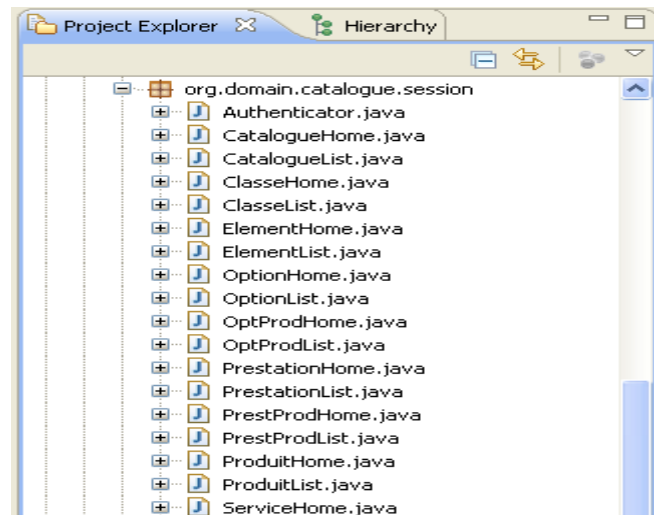 Project Explorer Hierarchy
org.domain.catalogue.session
Authenticator.java
CatalogueHome.java
CatalogueList.java
ClasseHome.java
ClasseList.java
ElementHome.java
ElementList.java
OptionHome.java
OptionList.java
OptProdHome.java
OptProdList.java
PrestationHome.java
PrestationList.java
PrestProdHome.java
PrestProdList.java
ProduitHome.java
ProduitList.java
ServiceHome.java